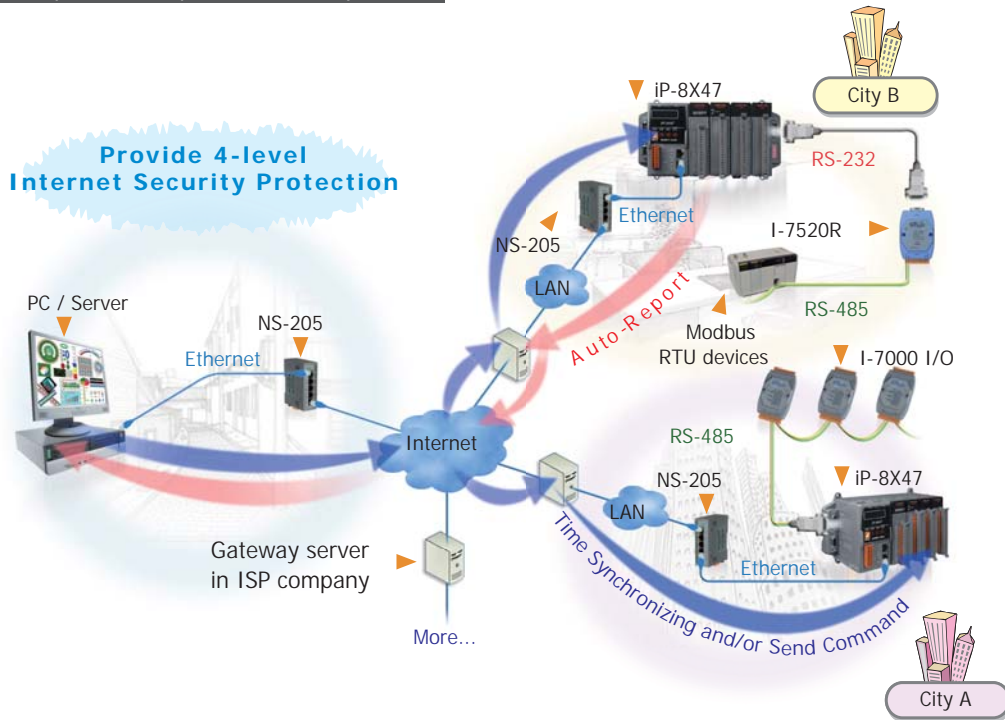 iP-8X47
City B
Provide 4-level
Internet Security Protection
RS-232
Ethernet
I-7520R
NS-205
LAN
PC / Server
NS-205
Auto-Report
RS-485
Modbus
RTU devices
Ethernet
I-7000 I/O
Internet
RS-485
NS-205
iP-8X47
LAN
Gateway server
in ISP company
Ethernet
Time Synchronizing and/or Send Command
More...
City A